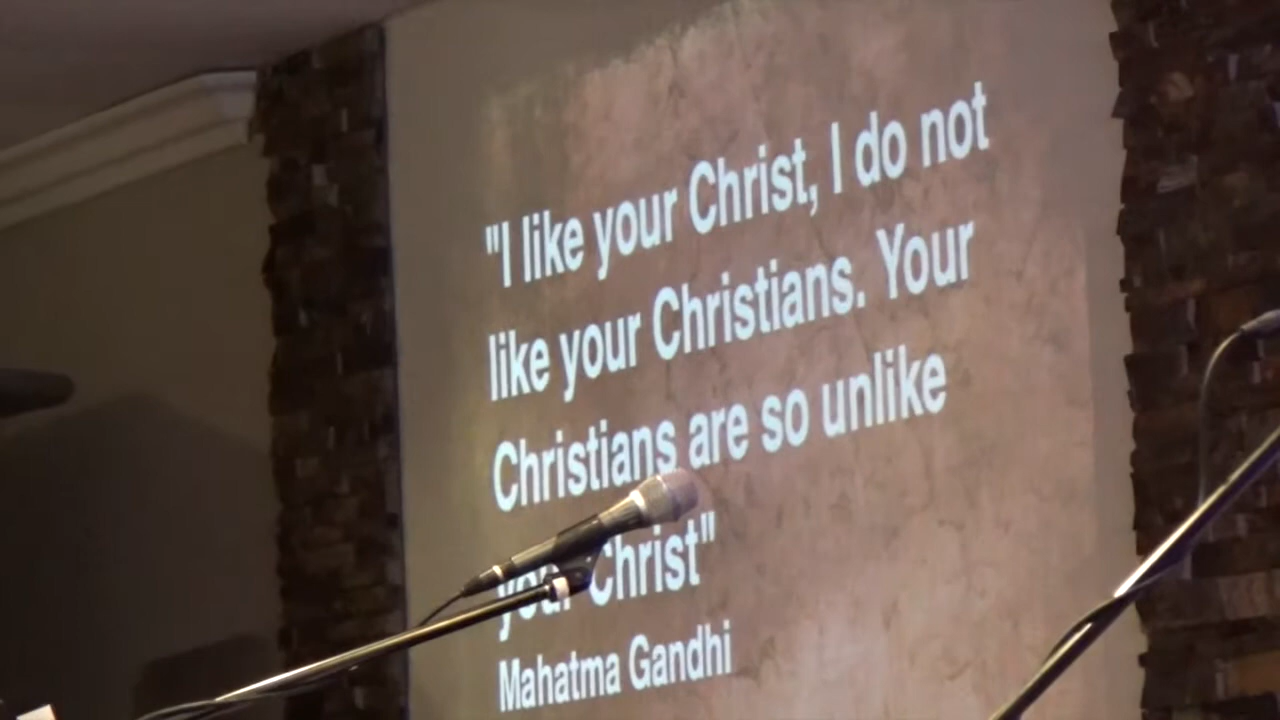 "I like your Christ, I do not
like your Christians. Your
Christians are so unlike
your Christ"
Mahatma Gandhi